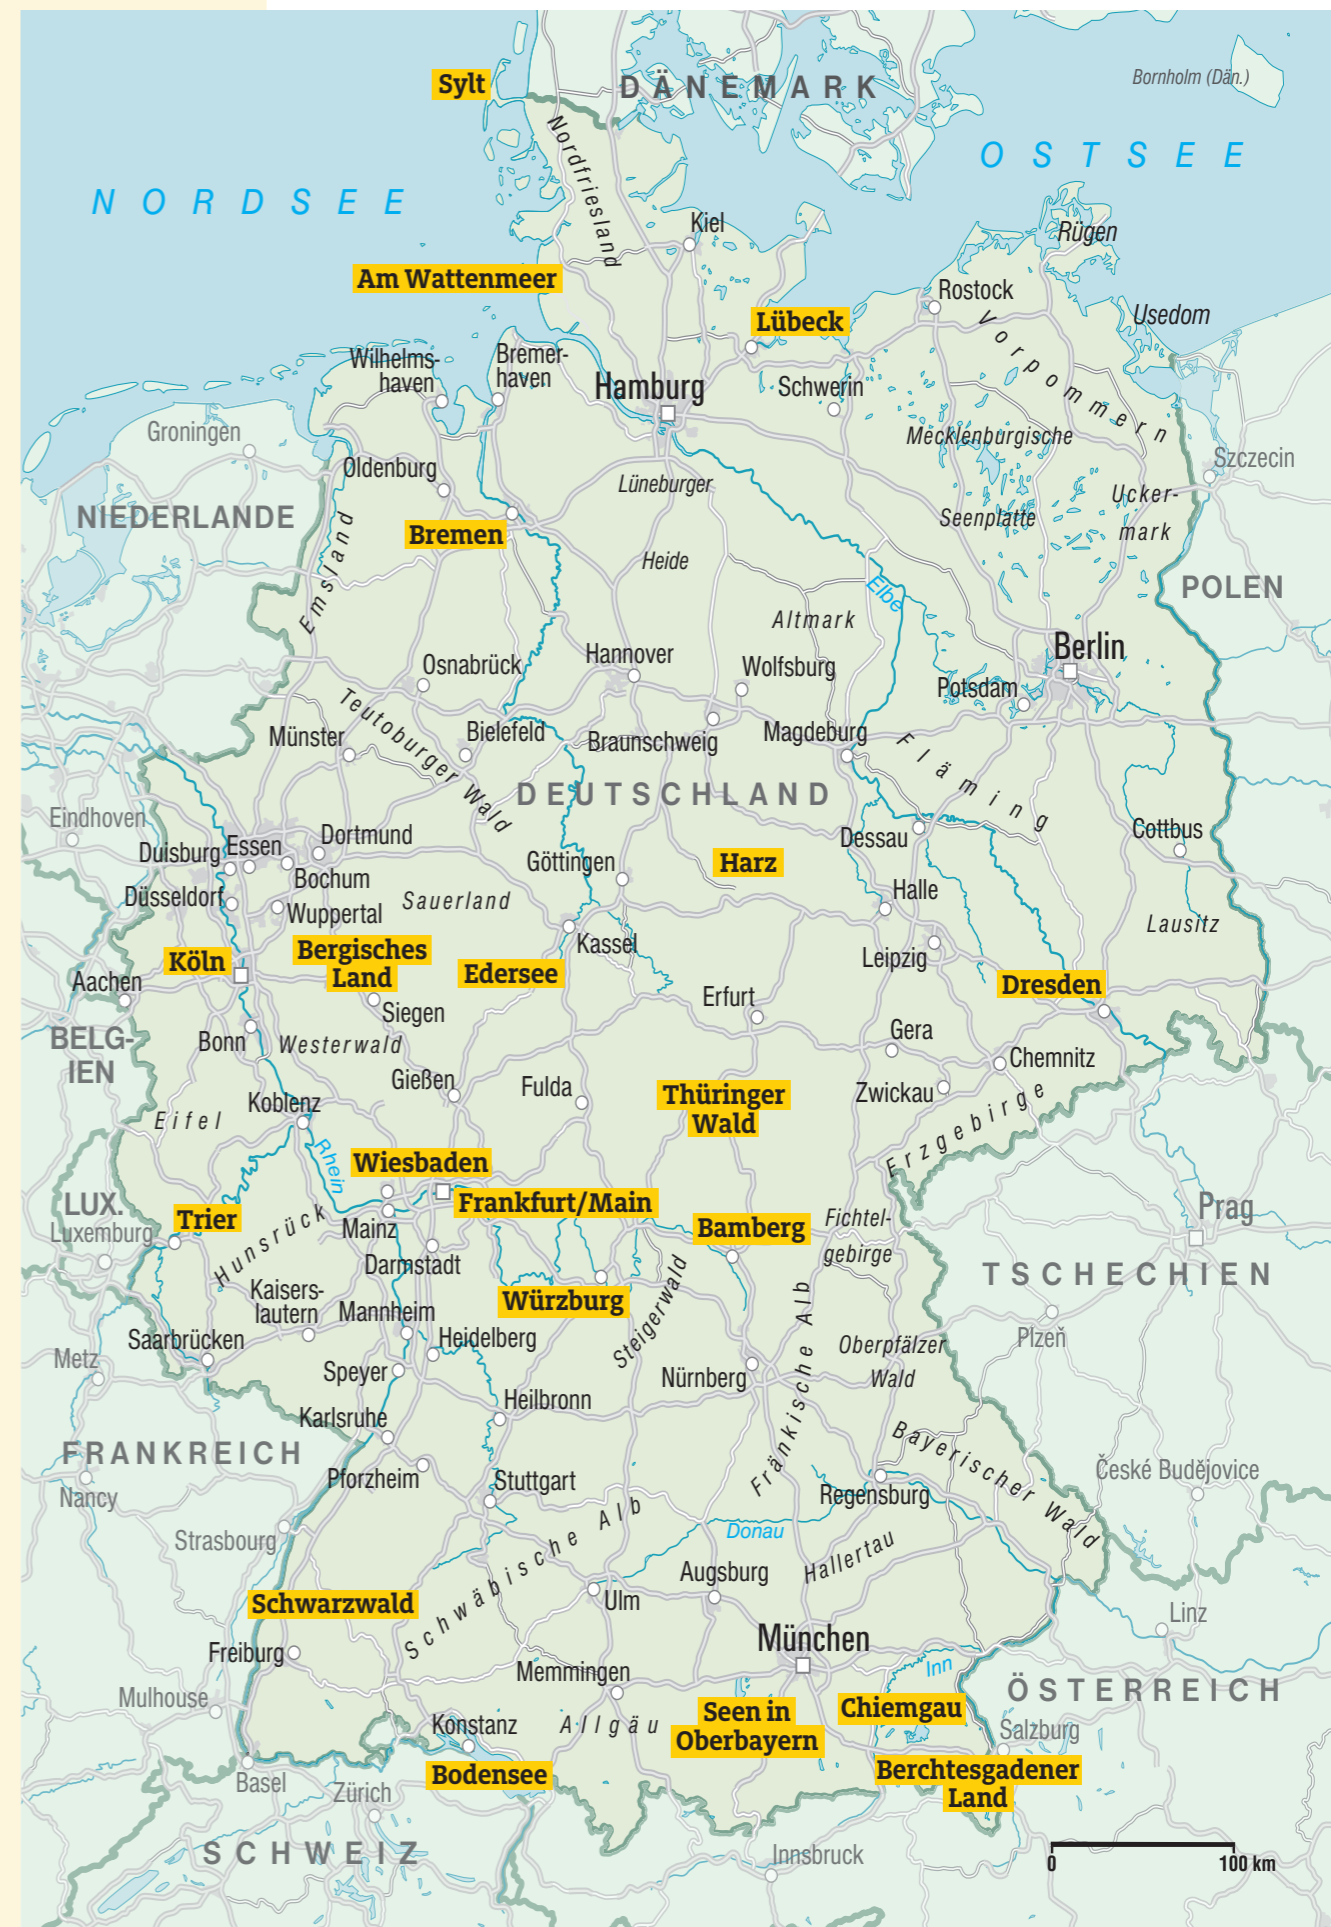 Sylt
DÄNEMARK
Bornholm (Dän.)
Nordfriesland
OSTSEE
NORDSEE
Kiel
Rügen
Am Wattenmeer
Rostock
Lübeck
Usedom
Vorpommern
Wilhelms-
haven
Bremer-
haven
Hamburg
Schwerin
Groningen
Mecklenburgische
Seenplatte
Szczecin
Oldenburg
Lüneburger
Heide
Ucker-
mark
NIEDERLANDE
Emsland
Bremen
POLEN
Elbe
Altmark
Berlin
Osnabrück
Hannover
Wolfsburg
Potsdam
Teutoburger Wald
Münster
Bielefeld
Braunschweig
Magdeburg
Fläming
DEUTSCHLAND
Eindhoven
Duisburg
Essen
Dortmund
Bochum
Göttingen
Harz
Dessau
Cottbus
Düsseldorf
Wuppertal
Sauerland
Halle
Lausitz
Köln
Bergisches
Land
Edersee
Kassel
Leipzig
Aachen
Siegen
Erfurt
Dresden
BELG-
IEN
Bonn
Westerwald
Gera
Chemnitz
Gießen
Fulda
Thüringer
Wald
Zwickau
Erzgebirge
Eifel
Koblenz
Rhein
Wiesbaden
Frankfurt/Main
LUX.
Luxemburg
Trier
Hunsrück
Mainz
Bamberg
Fichtel-
gebirge
Prag
Darmstadt
TSCHECHIEN
Kaisers-
lautern
Mannheim
Würzburg
Steigerwald
Fränkische Alb
Plzeň
Saarbrücken
Heidelberg
Oberpfälzer
Wald
Metz
Speyer
Nürnberg
Karlsruhe
Heilbronn
Bayerischer Wald
FRANKREICH
Pforzheim
Stuttgart
Regensburg
České Budějovice
Nancy
Strasbourg
Schwäbische Alb
Donau
Hallertau
Augsburg
Schwarzwald
Ulm
Linz
Freiburg
München
Inn
Memmingen
ÖSTERREICH
Mulhouse
Konstanz
Allgäu
Seen in
Oberbayern
Chiemgau
Salzburg
Basel
Zürich
Bodensee
Berchtesgadener
Land
SCHWEIZ
Innsbruck
0
100 km